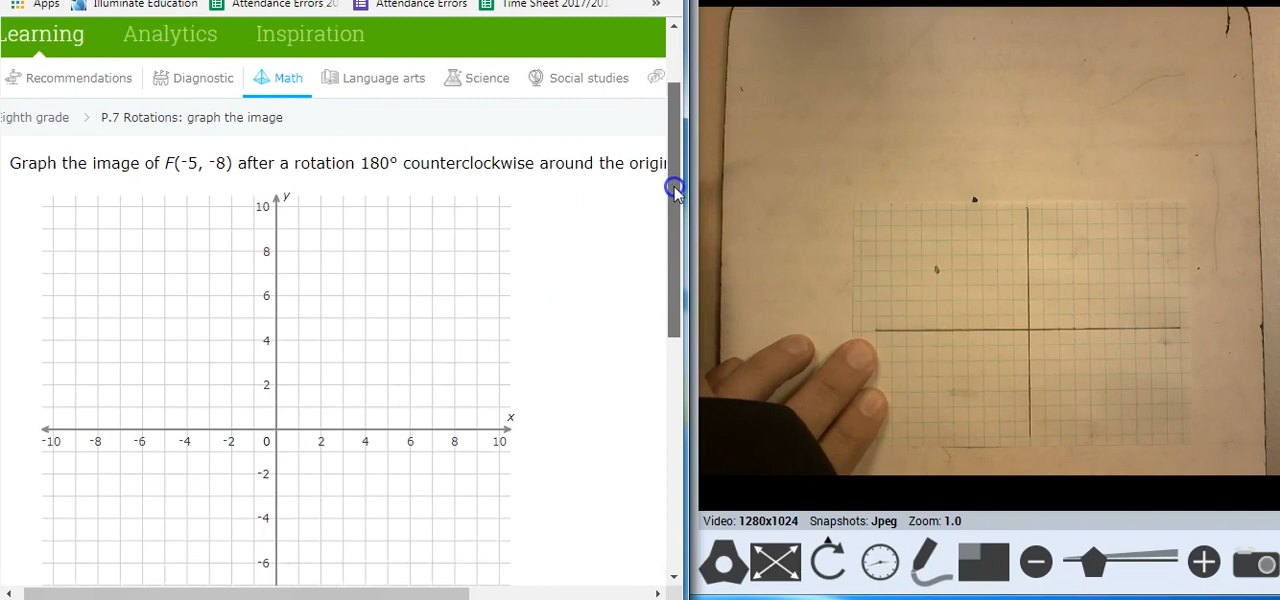 Apps Illuminate Education Attendance Errors 20 Attendance Errors Time Sheet 2017/201 »
Learning Analytics Inspiration
Recommendations Diagnostic Math Language arts Science Social studies
Eighth grade > P.7 Rotations: graph the image
Graph the image of F(-5, -8) after a rotation 180° counterclockwise around the origin
y
10
8
6
4
2
x
-10 -8 -6 -4 -2 0 2 4 6 8 10
-2
-4
-6
Video: 1280x1024 Snapshots: Jpeg Zoom: 1.0